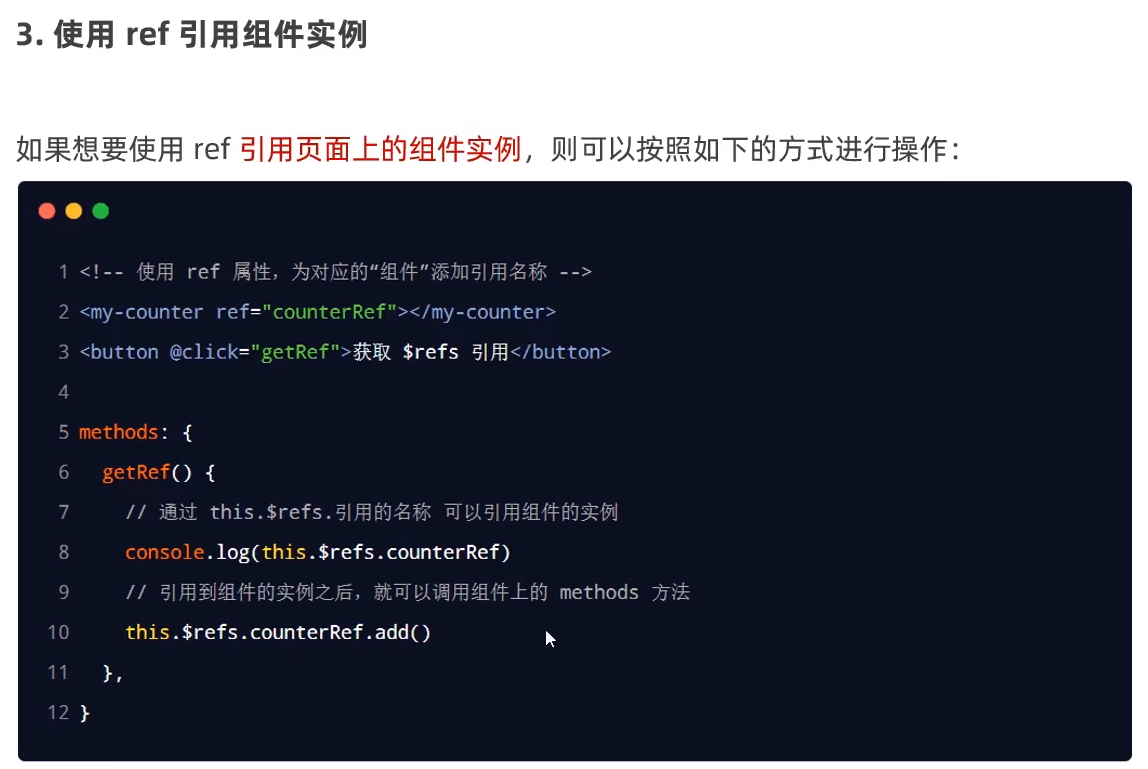 3. 使用 ref 引用组件实例
如果想要使用 ref 引用页面上的组件实例，则可以按照如下的方式进行操作：
1 <!-- 使用 ref 属性，为对应的“组件”添加引用名称 -->
2 <my-counter ref="counterRef"></my-counter>
3 <button @click="getRef">获取 $refs 引用</button>
4
5 methods: {
6   getRef() {
7     // 通过 this.$refs.引用的名称 可以引用组件的实例
8     console.log(this.$refs.counterRef)
9     // 引用到组件的实例之后，就可以调用组件上的 methods 方法
10     this.$refs.counterRef.add()
11   },
12 }